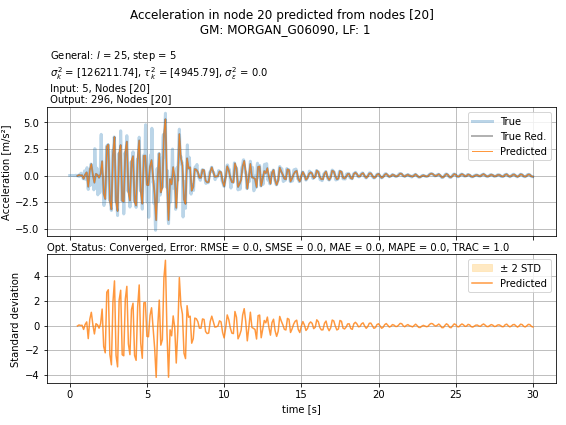 Acceleration in node 20 predicted from nodes [20]
GM: MORGAN_G06090, LF: 1
General: l = 25, step = 5
σ²ₖ = [126211.74], τ²ₖ = [4945.79], σ²ε = 0.0
Input: 5, Nodes [20]
Output: 296, Nodes [20]
Acceleration [m/s²]
5.0
2.5
0.0
−2.5
−5.0
True
True Red.
Predicted
Opt. Status: Converged, Error: RMSE = 0.0, SMSE = 0.0, MAE = 0.0, MAPE = 0.0, TRAC = 1.0
Standard deviation
4
2
0
−2
−4
± 2 STD
Predicted
0 5 10 15 20 25 30
time [s]